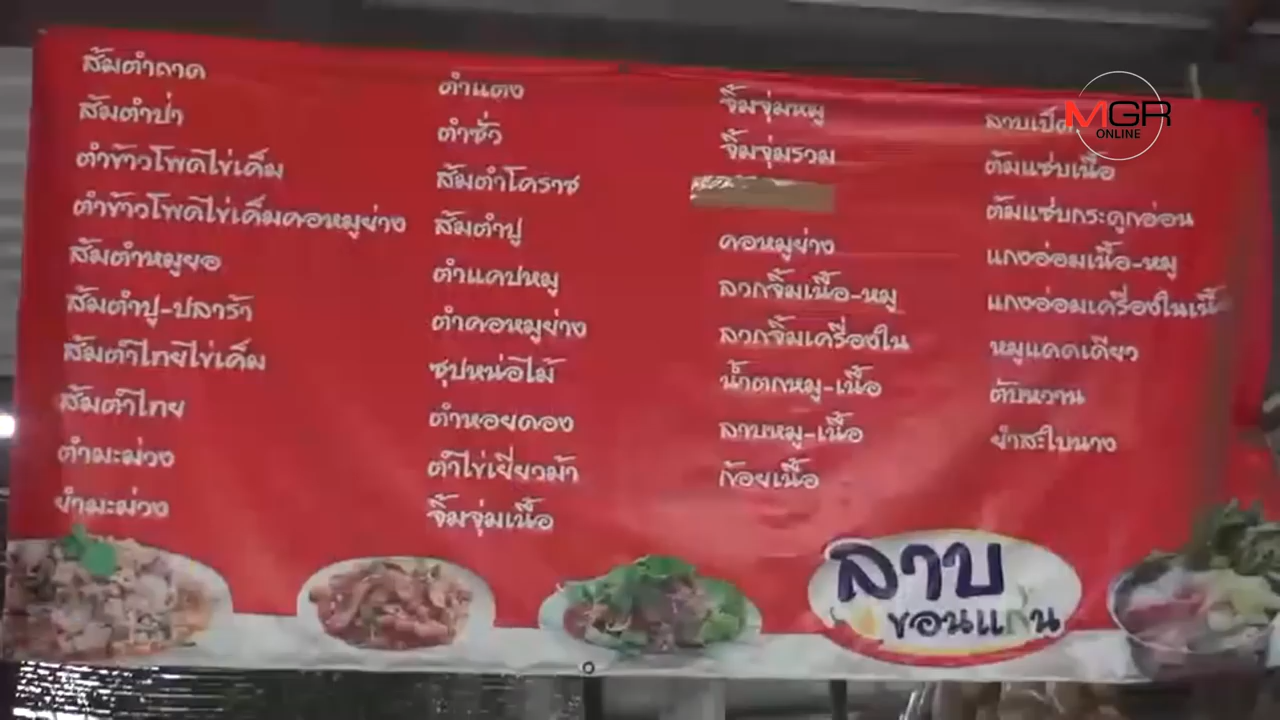 ส้มตำถาด
ส้มตำป่า
ตำข้าวโพดไข่เค็ม
ตำข้าวโพดไข่เค็มคอหมูย่าง
ส้มตำหมูยอ
ส้มตำปู-ปลาร้า
ส้มตำไทยไข่เค็ม
ส้มตำไทย
ตำมะม่วง
ยำมะม่วง
ตำแตง
ตำซั่ว
ส้มตำโคราช
ส้มตำปู
ตำแคปหมู
ตำคอหมูย่าง
ซุปหน่อไม้
ตำหอยดอง
ตำไข่เยี่ยวม้า
จิ้มจุ่มเนื้อ
จิ้มจุ่มหมู
จิ้มจุ่มรวม
คอหมูย่าง
ลวกจิ้มเนื้อ-หมู
ลวกจิ้มเครื่องใน
น้ำตกหมู-เนื้อ
ลาบหมู-เนื้อ
ก้อยเนื้อ
ลาบเป็ด
ต้มแซ่บเนื้อ
ต้มแซ่บกระดูกอ่อน
แกงอ่อมเนื้อ-หมู
แกงอ่อมเครื่องในเนื้อ
หมูแดดเดียว
ตับหวาน
ยำสะใบนาง
ลาบ
ขอนแก่น
MGR
ONLINE